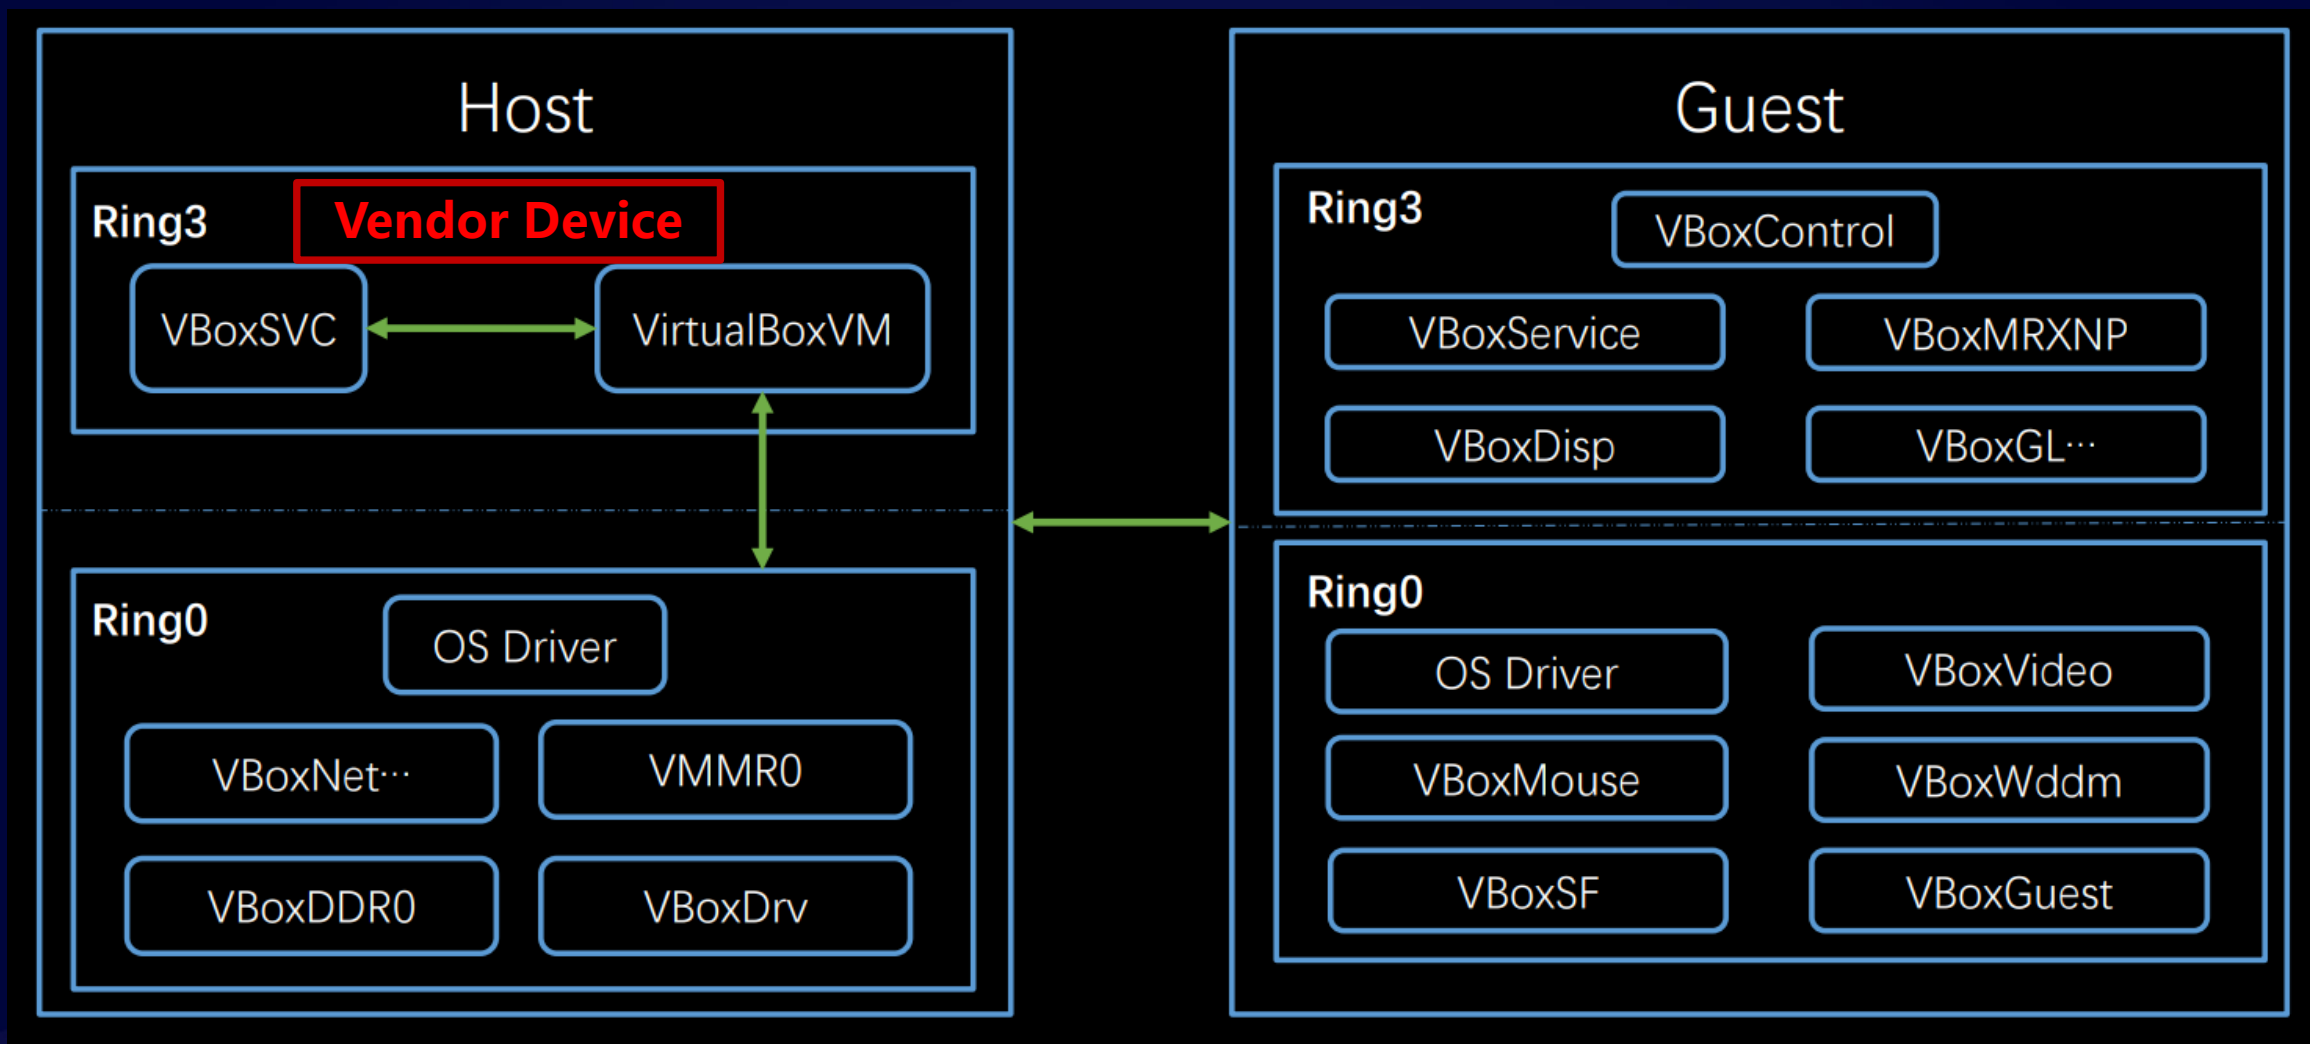 Host
Ring3
Vendor Device
VBoxSVC
VirtualBoxVM
Ring0
OS Driver
VBoxNet···
VMMR0
VBoxDDR0
VBoxDrv
Guest
Ring3
VBoxControl
VBoxService
VBoxMRXNP
VBoxDisp
VBoxGL···
Ring0
OS Driver
VBoxVideo
VBoxMouse
VBoxWddm
VBoxSF
VBoxGuest